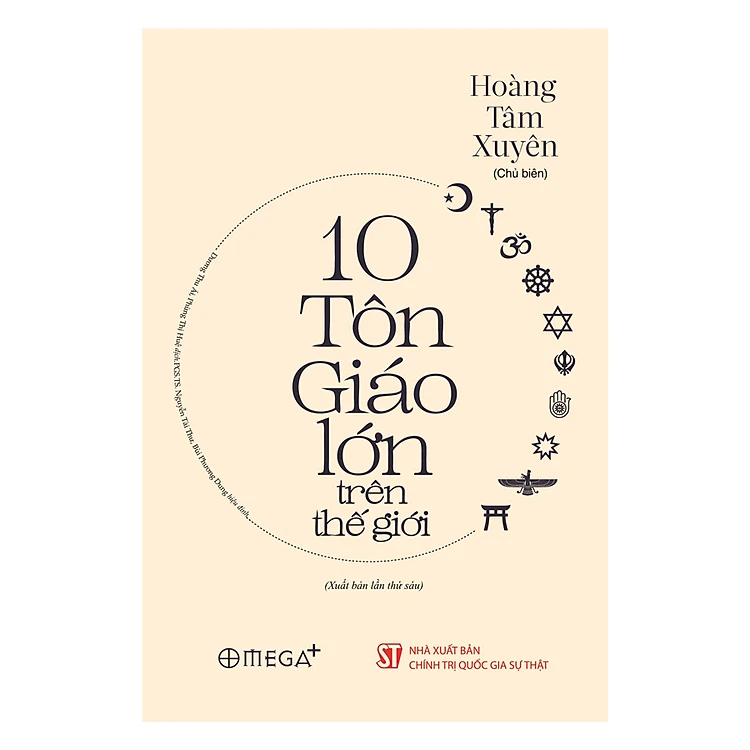 Hoàng
Tâm
Xuyên
(Chủ biên)
10
Tôn
Giáo
lớn
trên
thế giới
Dương Thu Ái, Phùng Thị Huệ dịch; PGS.TS. Nguyễn Tài Thư, Bùi Phương Dung hiệu đính.
(Xuất bản lần thứ sáu)
OMEGA+
ST
NHÀ XUẤT BẢN
CHÍNH TRỊ QUỐC GIA SỰ THẬT